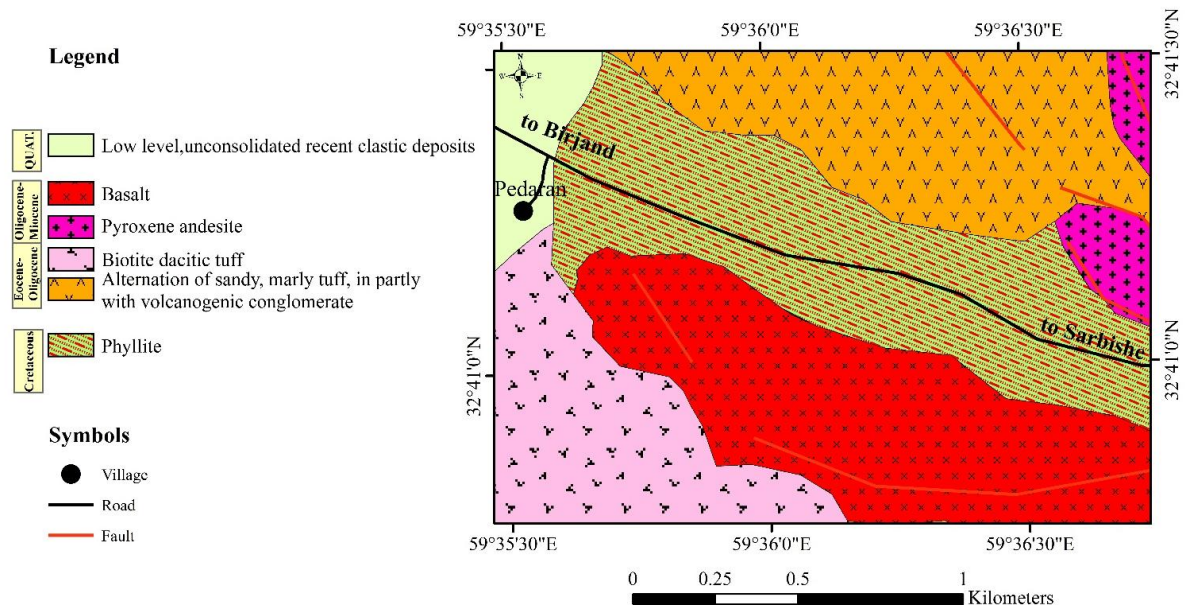 Legend
QUAT.
Low level,unconsolidated recent clastic deposits
Oligocene-
Miocene
Basalt
Pyroxene andesite
Eocene-
Oligocene
Biotite dacitic tuff
Alternation of sandy, marly tuff, in partly
with volcanogenic conglomerate
Cretaceous
Phyllite
Symbols
Village
Road
Fault
59°35'30"E
59°36'0"E
59°36'30"E
32°41'30"N
N
W E
S
to Birjand
Pedaran
to Sarbishe
32°41'0"N
32°41'0"N
59°35'30"E
59°36'0"E
59°36'30"E
0 0.25 0.5 1
Kilometers